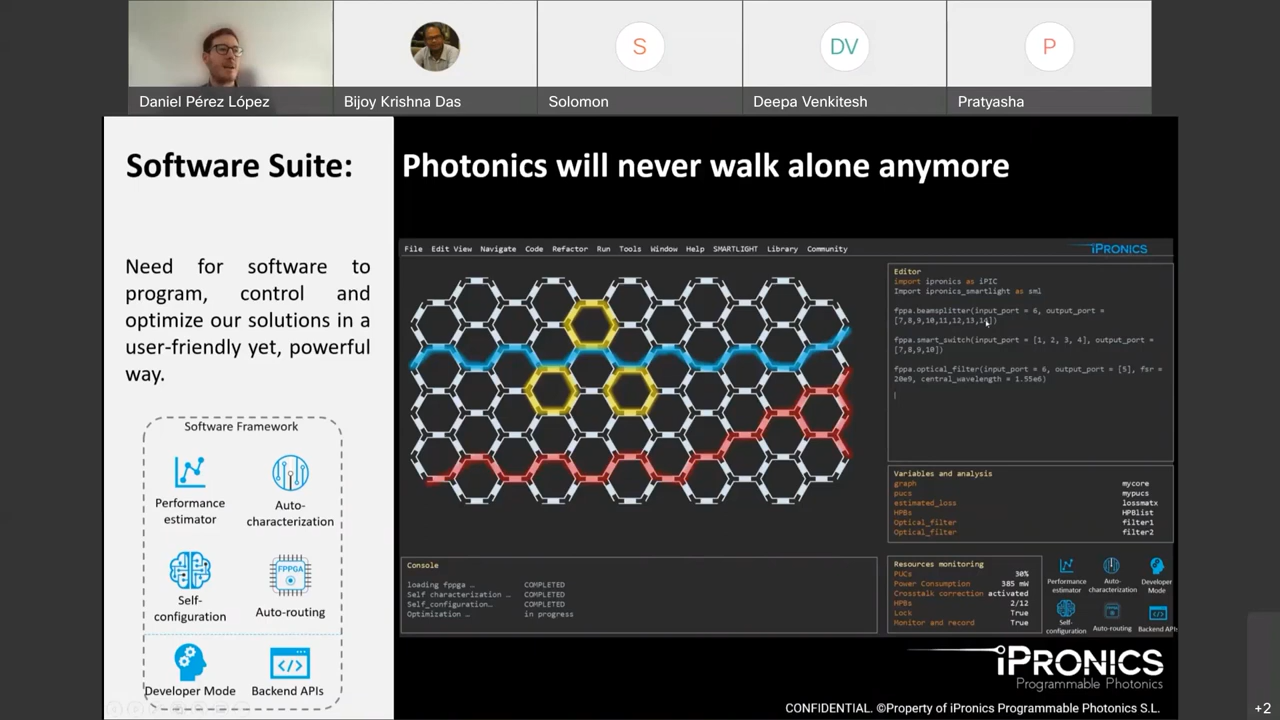 Daniel Pérez López
Bijoy Krishna Das
S
Solomon
DV
Deepa Venkitesh
P
Pratyasha
Software Suite:
Photonics will never walk alone anymore
Need for software to
program, control and
optimize our solutions in a
user-friendly yet, powerful
way.
Software Framework
Performance
estimator
Auto-
characterization
Self-
configuration
FPPGA
Auto-routing
Developer Mode
Backend APIs
File Edit View Navigate Code Refactor Run Tools Window Help SMARTLIGHT Library Community
iPRONICS
Editor
import ipronics as iPIC
Import ipronics_smartlight as sml
fppa.beamsplitter(input_port = 6, output_port =
[7,8,9,10,11,12,13,14])
fppa.smart_switch(input_port = [1, 2, 3, 4], output_port =
[7,8,9,10])
fppa.optical_filter(input_port = 6, output_port = [5], fsr =
20e9, central_wavelength = 1.55e6)
Variables and analysis
graph mycore
pucs mypucs
estimated_loss lossmatx
HPBs HPBlist
Optical_filter filter1
Optical_filter filter2
Console
loading fppga … COMPLETED
Self characterization … COMPLETED
Self_configuration… COMPLETED
Optimization … in progress
Resources monitoring
PUCs 30%
Power Consumption 385 mW
Crosstalk correction activated
HPBs 2/12
Lock True
Monitor and record True
Performance
estimator
Auto-
characterization
Developer
Mode
Self-
configuration
Auto-routing
Backend APIs
iPRONICS
Programmable Photonics
CONFIDENTIAL. ©Property of iPronics Programmable Photonics S.L.
+2